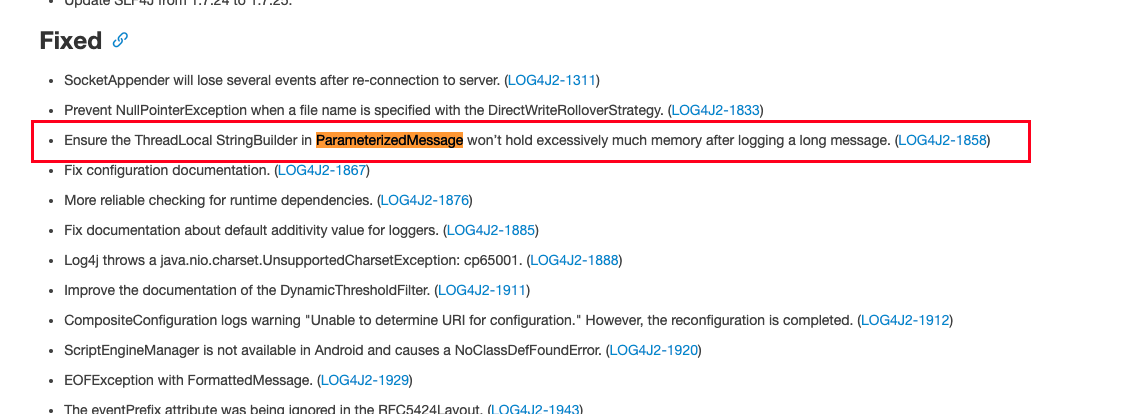 Update SLF4J from 1.7.24 to 1.7.25.
Fixed
SocketAppender will lose several events after re-connection to server. (LOG4J2-1311)
Prevent NullPointerException when a file name is specified with the DirectWriteRolloverStrategy. (LOG4J2-1833)
Ensure the ThreadLocal StringBuilder in ParameterizedMessage won't hold excessively much memory after logging a long message. (LOG4J2-1858)
Fix configuration documentation. (LOG4J2-1867)
More reliable checking for runtime dependencies. (LOG4J2-1876)
Fix documentation about default additivity value for loggers. (LOG4J2-1885)
Log4j throws a java.nio.charset.UnsupportedCharsetException: cp65001. (LOG4J2-1888)
Improve the documentation of the DynamicThresholdFilter. (LOG4J2-1911)
CompositeConfiguration logs warning "Unable to determine URI for configuration." However, the reconfiguration is completed. (LOG4J2-1912)
ScriptEngineManager is not available in Android and causes a NoClassDefFoundError. (LOG4J2-1920)
EOFException with FormattedMessage. (LOG4J2-1929)
The eventPrefix attribute was being ignored in the RFC5424Layout. (LOG4J2-1943)